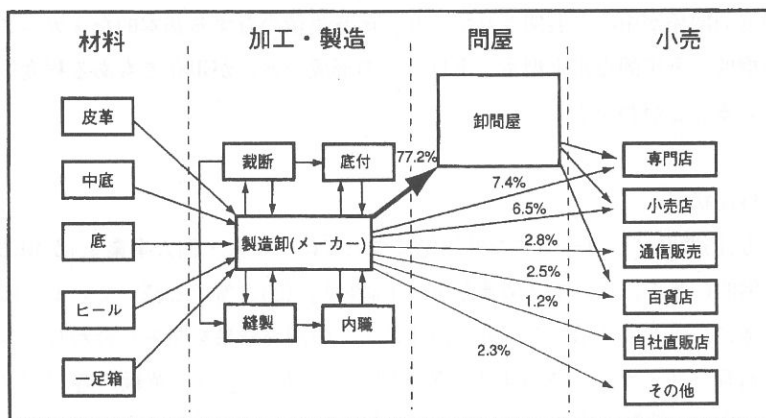 材料
加工・製造
問屋
小売
皮革
中底
底
ヒール
一足箱
裁断
底付
製造卸(メーカー)
縫製
内職
卸問屋
77.2%
7.4%
6.5%
2.8%
2.5%
1.2%
2.3%
専門店
小売店
通信販売
百貨店
自社直販店
その他